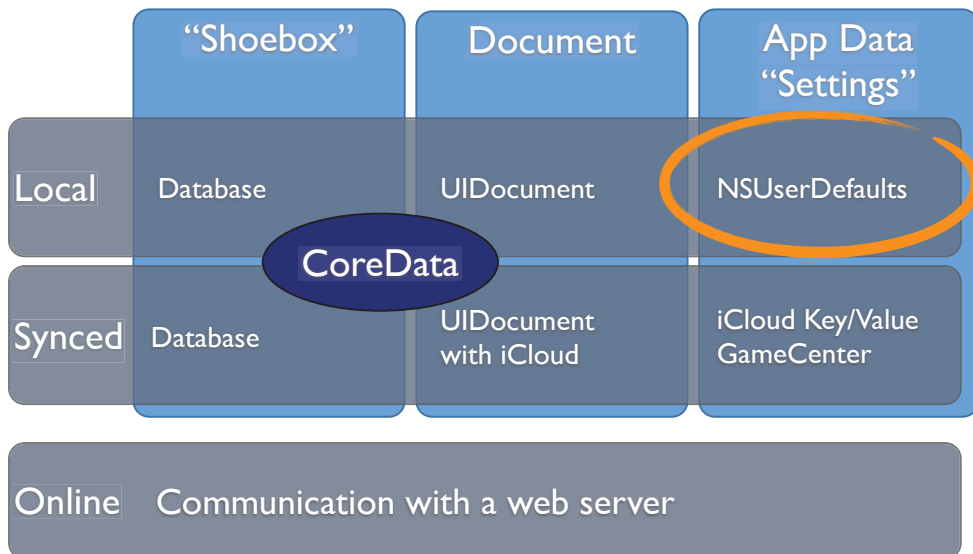 “Shoebox”
Document
App Data
“Settings”
Local
Database
UIDocument
NSUserDefaults
CoreData
Synced
Database
UIDocument
with iCloud
iCloud Key/Value
GameCenter
Online
Communication with a web server